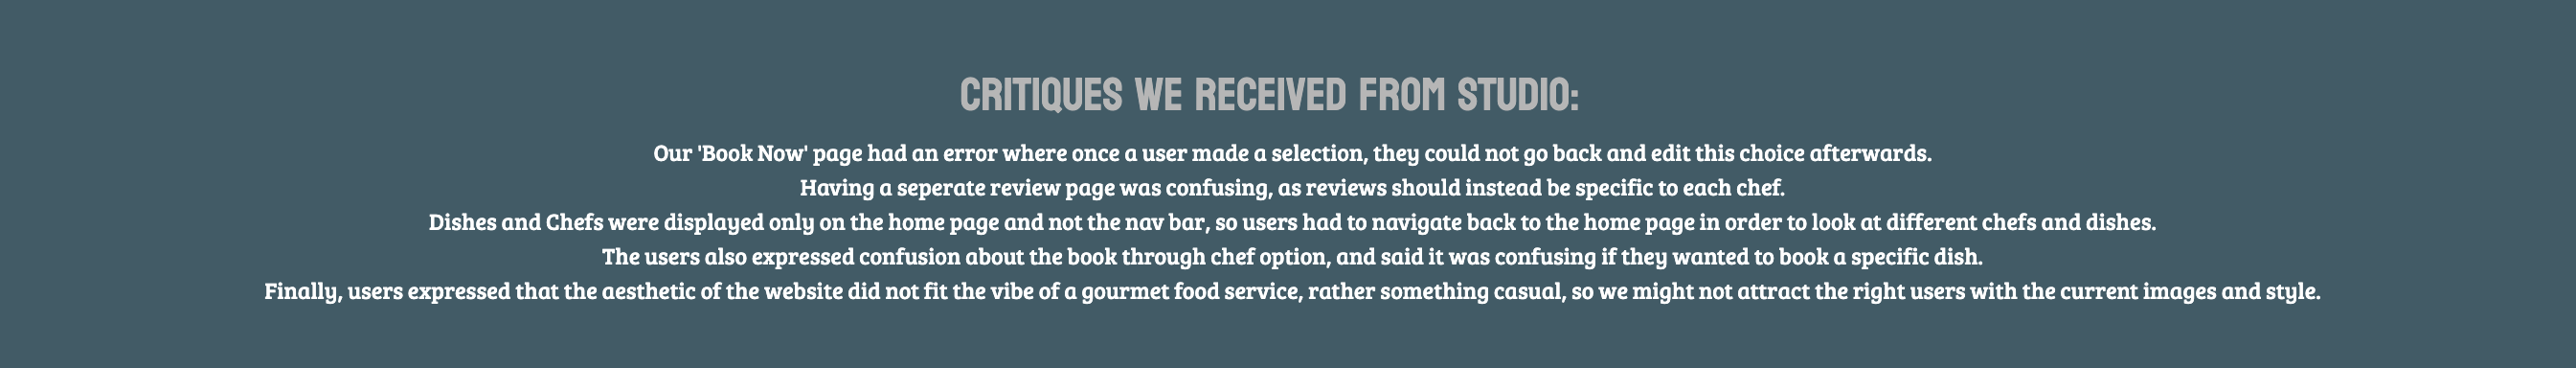 CRITIQUES WE RECEIVED FROM STUDIO:
Our 'Book Now' page had an error where once a user made a selection, they could not go back and edit this choice afterwards.
Having a seperate review page was confusing, as reviews should instead be specific to each chef.
Dishes and Chefs were displayed only on the home page and not the nav bar, so users had to navigate back to the home page in order to look at different chefs and dishes.
The users also expressed confusion about the book through chef option, and said it was confusing if they wanted to book a specific dish.
Finally, users expressed that the aesthetic of the website did not fit the vibe of a gourmet food service, rather something casual, so we might not attract the right users with the current images and style.